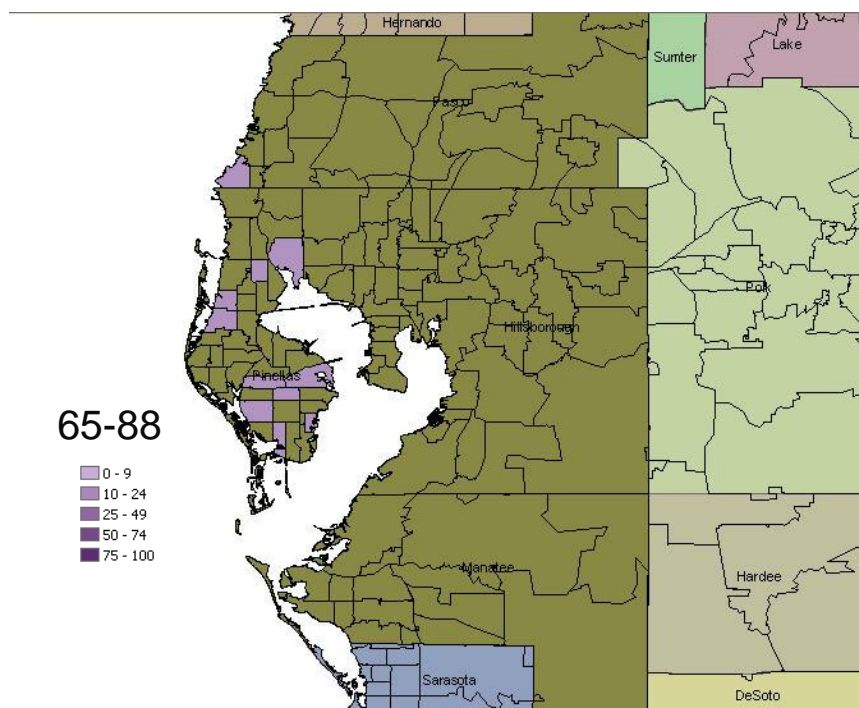 Hernando
Lake
Sumter
Pasco
Polk
Hillsborough
Pinellas
65-88
0 - 9
10 - 24
25 - 49
50 - 74
75 - 100
Manatee
Hardee
Sarasota
DeSoto